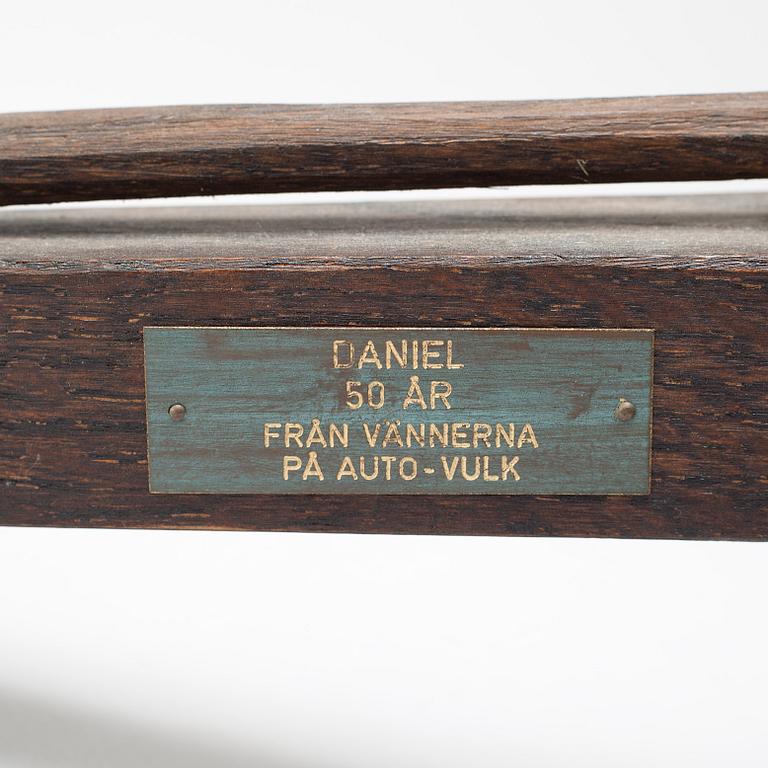 DANIEL
50 ÅR
FRÅN VÄNNERNA
PÅ AUTO-VULK